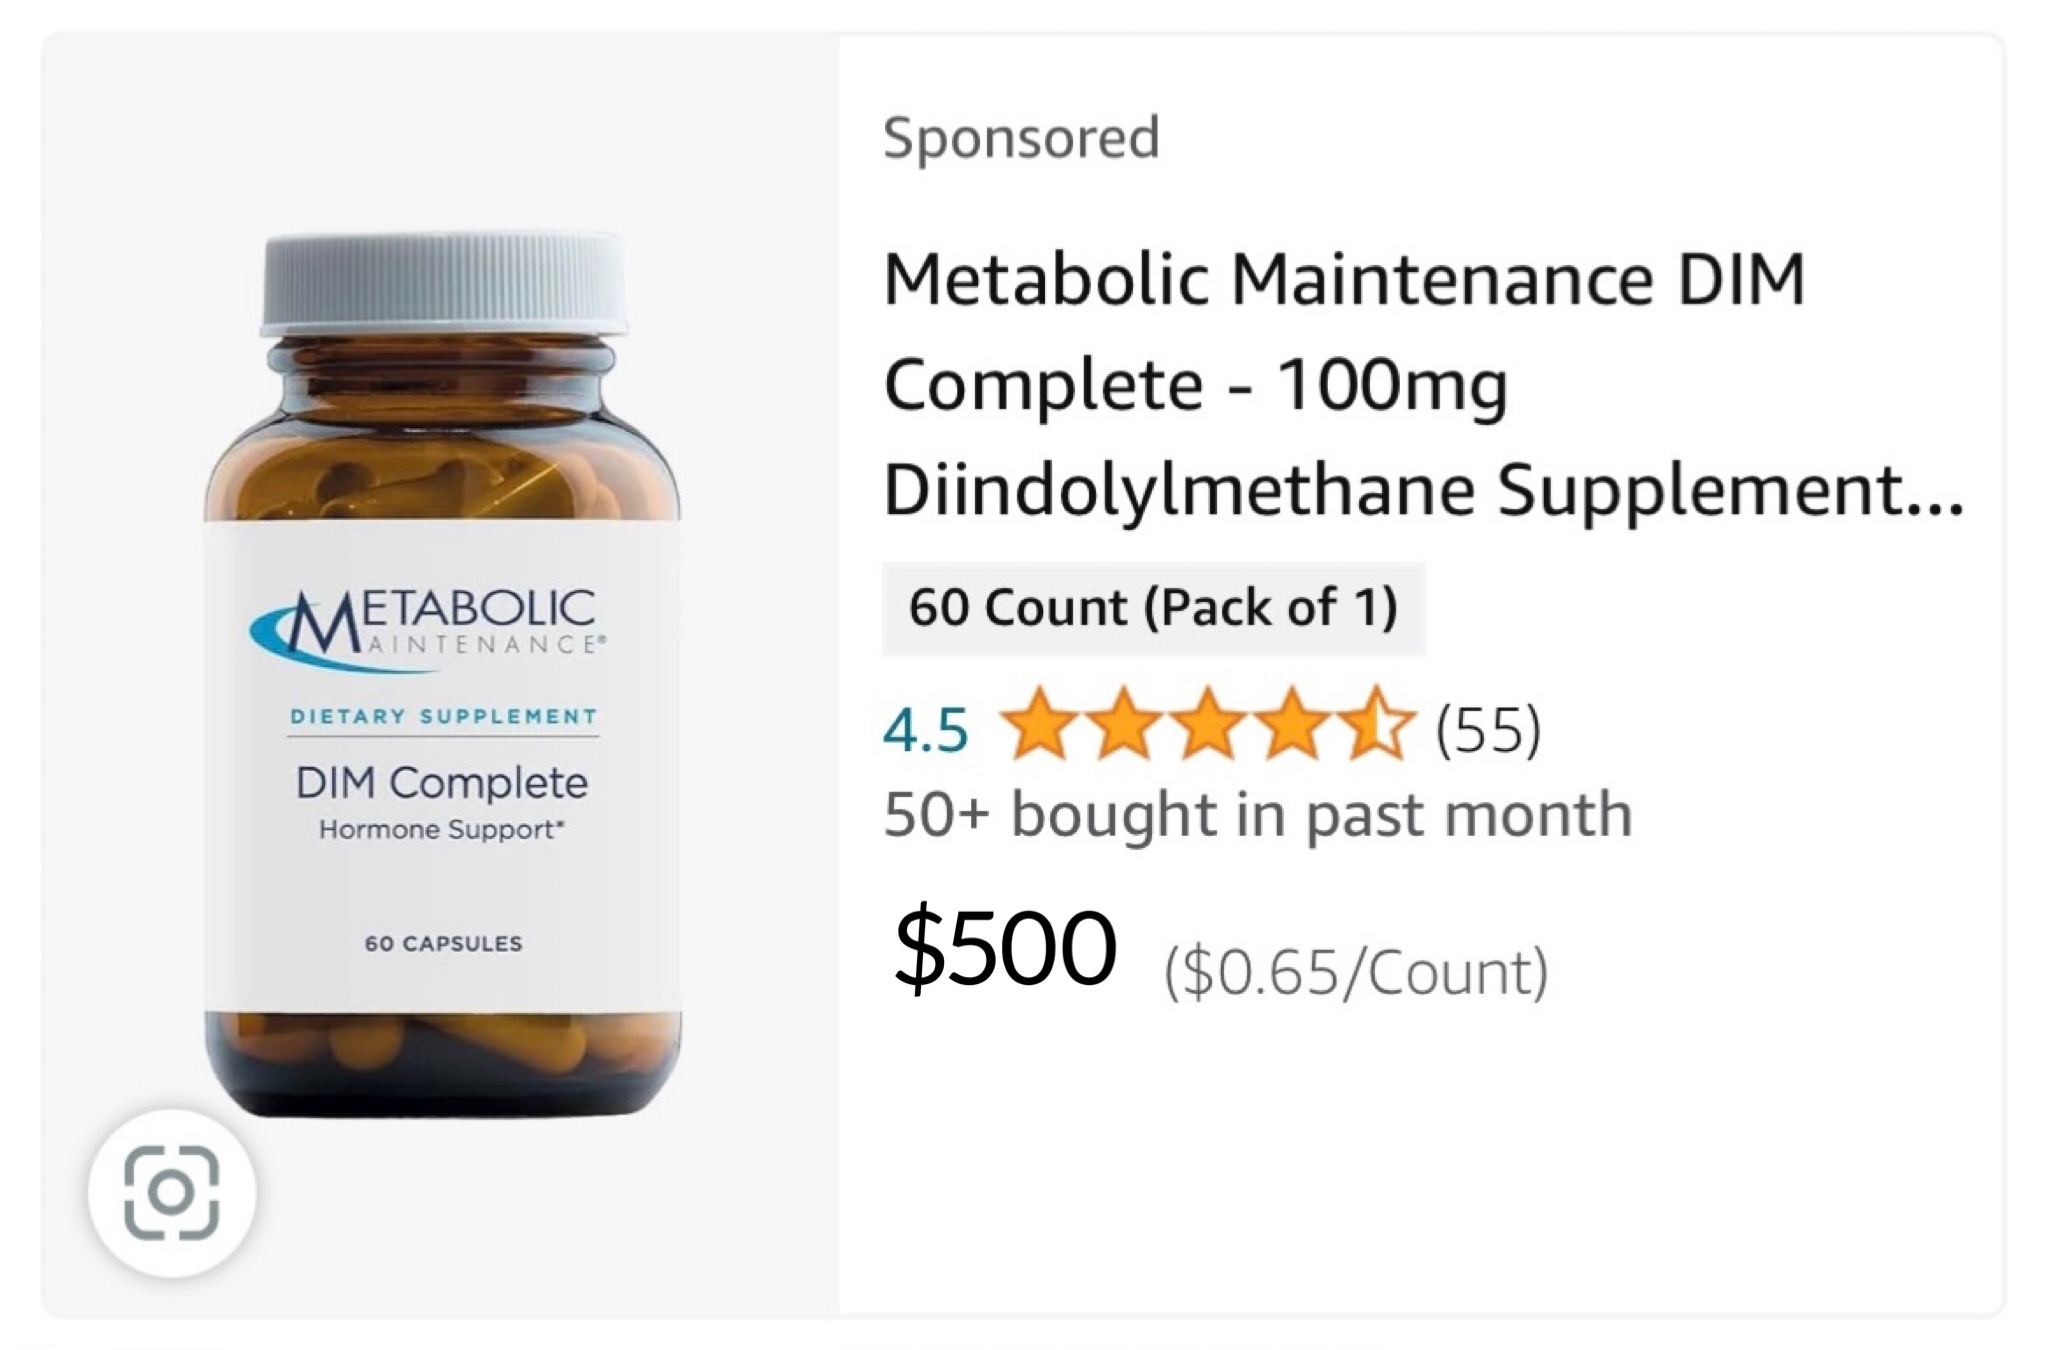 METABOLIC
MAINTENANCE®
DIETARY SUPPLEMENT
DIM Complete
Hormone Support*
60 CAPSULES
Sponsored
Metabolic Maintenance DIM
Complete - 100mg
Diindolylmethane Supplement...
60 Count (Pack of 1)
4.5 (55)
50+ bought in past month
$500 ($0.65/Count)